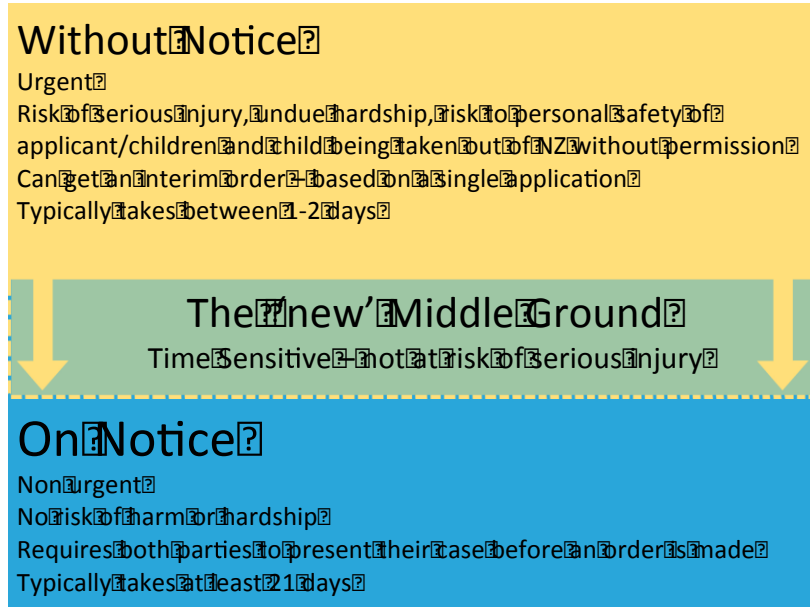 Without Notice
Urgent
Risk of serious injury, undue hardship, risk to personal safety of
applicant/children and child being taken out of NZ without permission
Can get an interim order – based on a single application
Typically takes between 1-2 days
The 'new' Middle Ground
Time Sensitive – not at risk of serious injury
On Notice
Non urgent
No risk of harm or hardship
Requires both parties to present their case before an order is made
Typically takes at least 21 days